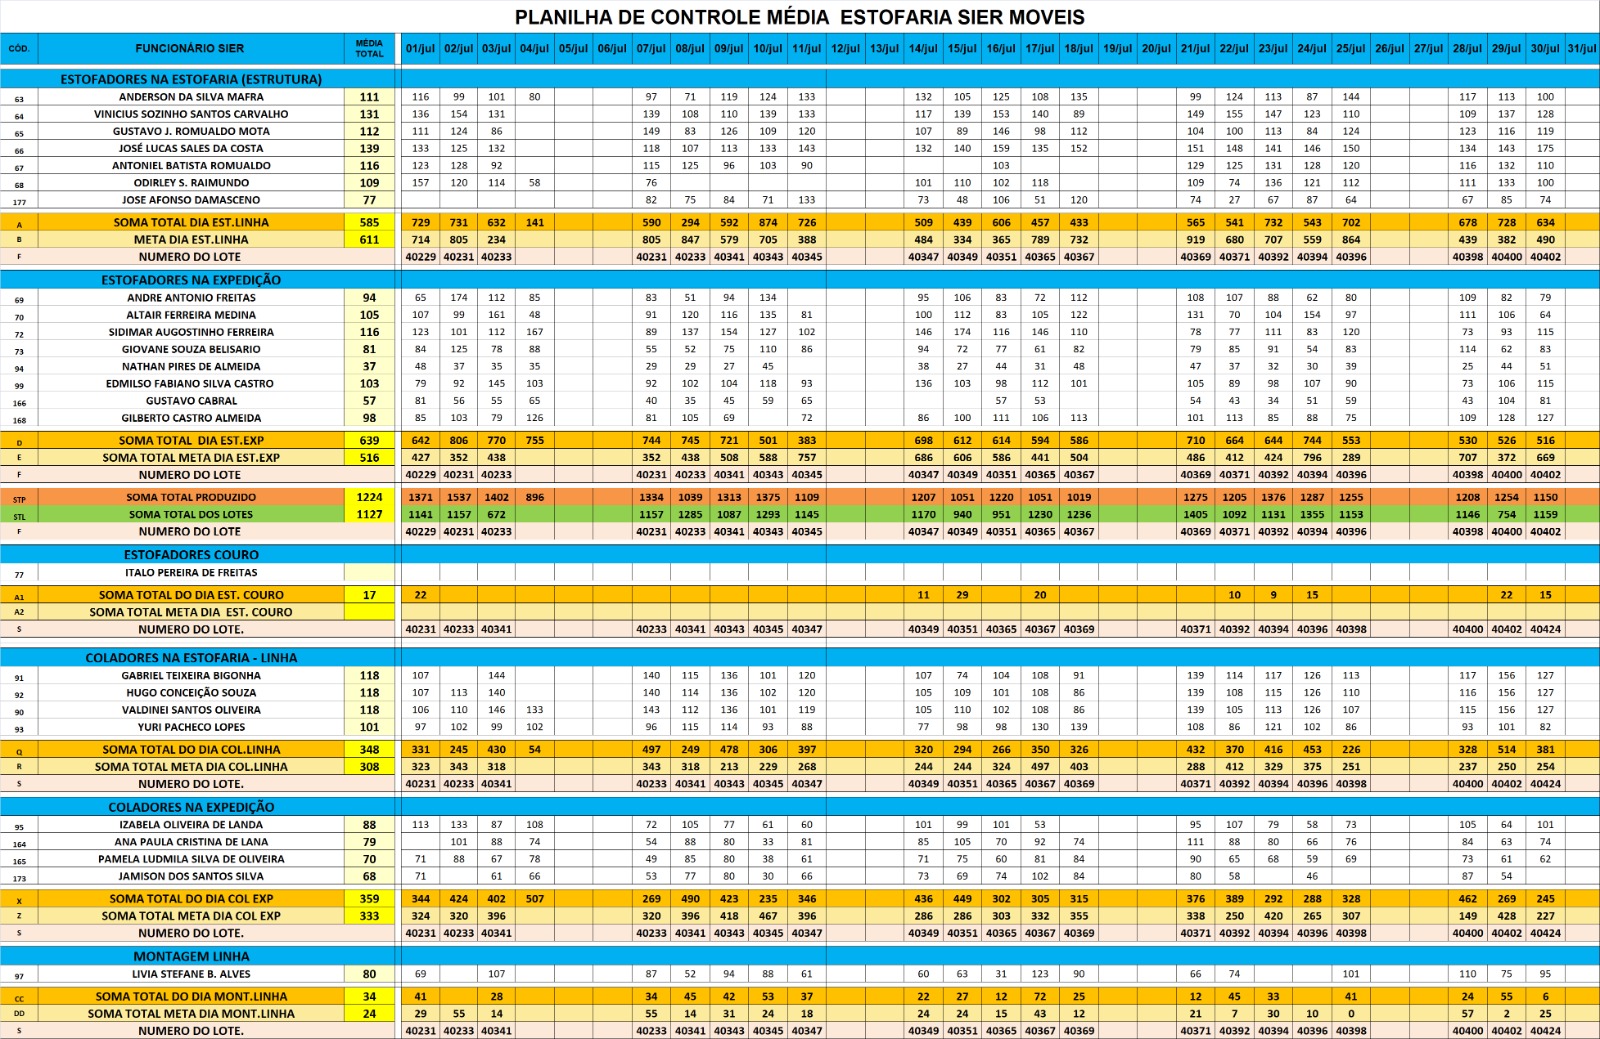 PLANILHA DE CONTROLE MÉDIA ESTOFARIA SIER MOVEIS
CÓD. FUNCIONÁRIO SIER MÉDIA TOTAL 01/jul 02/jul 03/jul 04/jul 05/jul 06/jul 07/jul 08/jul 09/jul 10/jul 11/jul 12/jul 13/jul 14/jul 15/jul 16/jul 17/jul 18/jul 19/jul 20/jul 21/jul 22/jul 23/jul 24/jul 25/jul 26/jul 27/jul 28/jul 29/jul 30/jul 31/jul
ESTOFADORES NA ESTOFARIA (ESTRUTURA)
63 ANDERSON DA SILVA MAFRA 111 116 99 101 80 97 71 119 124 133 132 105 125 108 135 99 124 113 87 144 117 113 100
64 VINICIUS SOZINHO SANTOS CARVALHO 131 136 154 131 139 108 110 139 133 117 139 153 140 89 149 155 147 123 110 109 137 128
65 GUSTAVO J. ROMUALDO MOTA 112 111 124 86 149 83 126 109 120 107 89 146 98 112 104 100 113 84 124 123 116 119
66 JOSÉ LUCAS SALES DA COSTA 139 133 125 132 118 107 113 133 143 132 140 159 135 152 151 148 141 146 150 134 143 175
67 ANTONIEL BATISTA ROMUALDO 116 123 128 92 115 125 96 103 90 103 129 125 131 128 120 116 132 110
68 ODIRLEY S. RAIMUNDO 109 157 120 114 58 76 101 110 102 118 109 74 136 121 112 111 133 100
177 JOSE AFONSO DAMASCENO 77 82 75 84 71 133 73 48 106 51 120 74 27 67 87 64 67 85 74
A SOMA TOTAL DIA EST.LINHA 585 729 731 632 141 590 294 592 874 726 509 439 606 457 433 565 541 732 543 702 678 728 634
B META DIA EST.LINHA 611 714 805 234 805 847 579 705 388 484 334 365 789 732 919 680 707 559 864 439 382 490
F NUMERO DO LOTE 40229 40231 40233 40231 40233 40341 40343 40345 40347 40349 40351 40365 40367 40369 40371 40392 40394 40396 40398 40400 40402
ESTOFADORES NA EXPEDIÇÃO
69 ANDRE ANTONIO FREITAS 94 65 174 112 85 83 51 94 134 95 106 83 72 112 108 107 88 62 80 109 82 79
70 ALTAIR FERREIRA MEDINA 105 107 99 161 48 91 120 116 135 81 100 112 83 105 122 131 70 104 154 97 111 106 64
72 SIDIMAR AUGOSTINHO FERREIRA 116 123 101 112 167 89 137 154 127 102 146 174 116 146 110 78 77 111 83 120 73 93 115
73 GIOVANE SOUZA BELISARIO 81 84 125 78 88 55 52 75 110 86 94 72 77 61 82 79 85 91 54 83 114 62 83
94 NATHAN PIRES DE ALMEIDA 37 48 37 35 35 29 29 27 45 38 27 44 31 48 47 37 32 30 39 25 44 51
99 EDMILSO FABIANO SILVA CASTRO 103 79 92 145 103 92 102 104 118 93 136 103 98 112 101 105 89 98 107 90 73 106 115
166 GUSTAVO CABRAL 57 81 56 55 65 40 35 45 59 65 57 53 54 43 34 51 59 43 104 81
168 GILBERTO CASTRO ALMEIDA 98 85 103 79 126 81 105 69 72 86 100 111 106 113 101 113 85 88 75 109 128 127
D SOMA TOTAL DIA EST.EXP 639 642 806 770 755 744 745 721 501 383 698 612 614 594 586 710 664 644 744 553 530 526 516
E SOMA TOTAL META DIA EST.EXP 516 427 352 438 352 438 508 588 757 686 606 586 441 504 486 412 424 796 289 707 372 669
F NUMERO DO LOTE 40229 40231 40233 40231 40233 40341 40343 40345 40347 40349 40351 40365 40367 40369 40371 40392 40394 40396 40398 40400 40402
STP SOMA TOTAL PRODUZIDO 1224 1371 1537 1402 896 1334 1039 1313 1375 1109 1207 1051 1220 1051 1019 1275 1205 1376 1287 1255 1208 1254 1150
STL SOMA TOTAL DOS LOTES 1127 1141 1157 672 1157 1285 1087 1293 1145 1170 940 951 1230 1236 1405 1092 1131 1355 1153 1146 754 1159
F NUMERO DO LOTE 40229 40231 40233 40231 40233 40341 40343 40345 40347 40349 40351 40365 40367 40369 40371 40392 40394 40396 40398 40400 40402
ESTOFADORES COURO
77 ITALO PEREIRA DE FREITAS
A1 SOMA TOTAL DO DIA EST. COURO 17 22 11 29 20 10 9 15 22 15
A2 SOMA TOTAL META DIA EST. COURO
S NUMERO DO LOTE. 40231 40233 40341 40233 40341 40343 40345 40347 40349 40351 40365 40367 40369 40371 40392 40394 40396 40398 40400 40402 40424
COLADORES NA ESTOFARIA - LINHA
91 GABRIEL TEIXEIRA BIGONHA 118 107 144 140 115 136 101 120 107 74 104 108 91 139 114 117 126 113 117 156 127
92 HUGO CONCEIÇÃO SOUZA 118 107 113 140 140 114 136 102 120 105 109 101 108 86 139 108 115 126 110 116 156 127
90 VALDINEI SANTOS OLIVEIRA 118 106 110 146 133 143 112 136 101 119 105 110 102 108 86 139 105 113 126 107 115 156 127
93 YURI PACHECO LOPES 101 97 102 99 102 96 115 114 93 88 77 98 98 130 139 108 86 121 102 86 93 101 82
Q SOMA TOTAL DO DIA COL.LINHA 348 331 245 430 54 497 249 478 306 397 320 294 266 350 326 432 370 416 453 226 328 514 381
R SOMA TOTAL META DIA COL.LINHA 308 323 343 318 343 318 213 229 268 244 244 324 497 403 288 412 329 375 251 237 250 254
S NUMERO DO LOTE. 40231 40233 40341 40233 40341 40343 40345 40347 40349 40351 40365 40367 40369 40371 40392 40394 40396 40398 40400 40402 40424
COLADORES NA EXPEDIÇÃO
95 IZABELA OLIVEIRA DE LANDA 88 113 133 87 108 72 105 77 61 60 101 99 101 53 95 107 79 58 73 105 64 101
164 ANA PAULA CRISTINA DE LANA 79 101 88 74 54 88 80 33 81 85 105 70 92 74 111 88 80 66 76 84 63 74
165 PAMELA LUDMILA SILVA DE OLIVEIRA 70 71 88 67 78 49 85 80 38 61 71 75 60 81 84 90 65 68 59 69 73 61 62
173 JAMISON DOS SANTOS SILVA 68 71 61 66 53 77 80 30 66 73 69 74 102 84 80 58 46 87 54
X SOMA TOTAL DO DIA COL EXP 359 344 424 402 507 269 490 423 235 346 436 449 302 305 315 376 389 292 288 328 462 269 245
Z SOMA TOTAL META DIA COL EXP 333 324 320 396 320 396 418 467 396 286 286 303 332 355 338 250 420 265 307 149 428 227
S NUMERO DO LOTE. 40231 40233 40341 40233 40341 40343 40345 40347 40349 40351 40365 40367 40369 40371 40392 40394 40396 40398 40400 40402 40424
MONTAGEM LINHA
97 LIVIA STEFANE B. ALVES 80 69 107 87 52 94 88 61 60 63 31 123 90 66 74 101 110 75 95
CC SOMA TOTAL DO DIA MONT.LINHA 34 41 28 34 45 42 53 37 22 27 12 72 25 12 45 33 41 24 55 6
DD SOMA TOTAL META DIA MONT.LINHA 24 29 55 14 55 14 31 24 18 24 24 15 43 12 21 7 30 10 0 57 2 25
S NUMERO DO LOTE. 40231 40233 40341 40233 40341 40343 40345 40347 40349 40351 40365 40367 40369 40371 40392 40394 40396 40398 40400 40402 40424